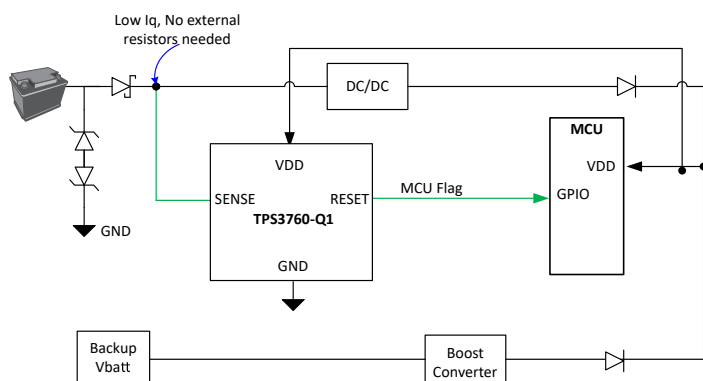 Low Iq, No external
resistors needed
DC/DC
MCU
VDD
VDD
SENSE
RESET
MCU Flag
GPIO
TPS3760-Q1
GND
GND
Backup
Vbatt
Boost
Converter